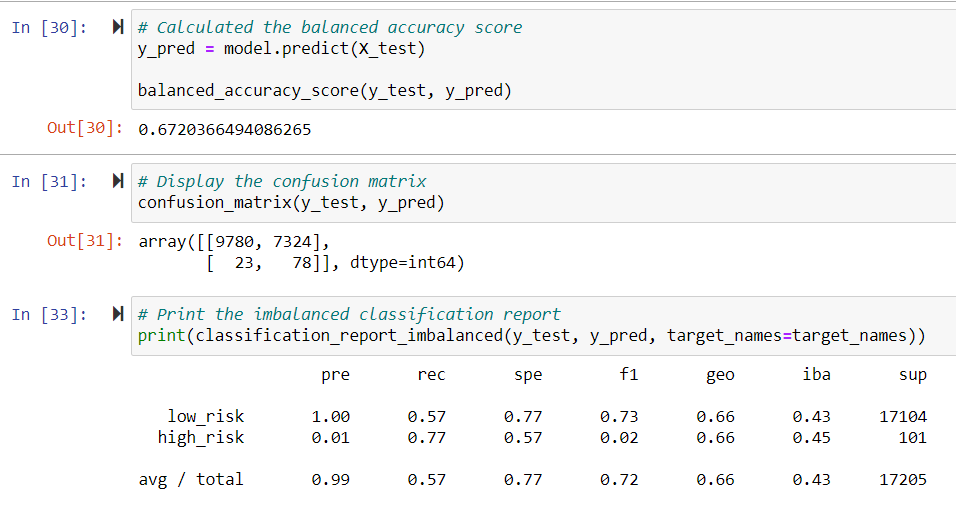 In [30]: # Calculated the balanced accuracy score
y_pred = model.predict(X_test)
balanced_accuracy_score(y_test, y_pred)
Out[30]: 0.6720366494086265
In [31]: # Display the confusion matrix
confusion_matrix(y_test, y_pred)
Out[31]: array([[9780, 7324],
[ 23, 78]], dtype=int64)
In [33]: # Print the imbalanced classification report
print(classification_report_imbalanced(y_test, y_pred, target_names=target_names))
pre rec spe f1 geo iba sup
low_risk 1.00 0.57 0.77 0.73 0.66 0.43 17104
high_risk 0.01 0.77 0.57 0.02 0.66 0.45 101
avg / total 0.99 0.57 0.77 0.72 0.66 0.43 17205